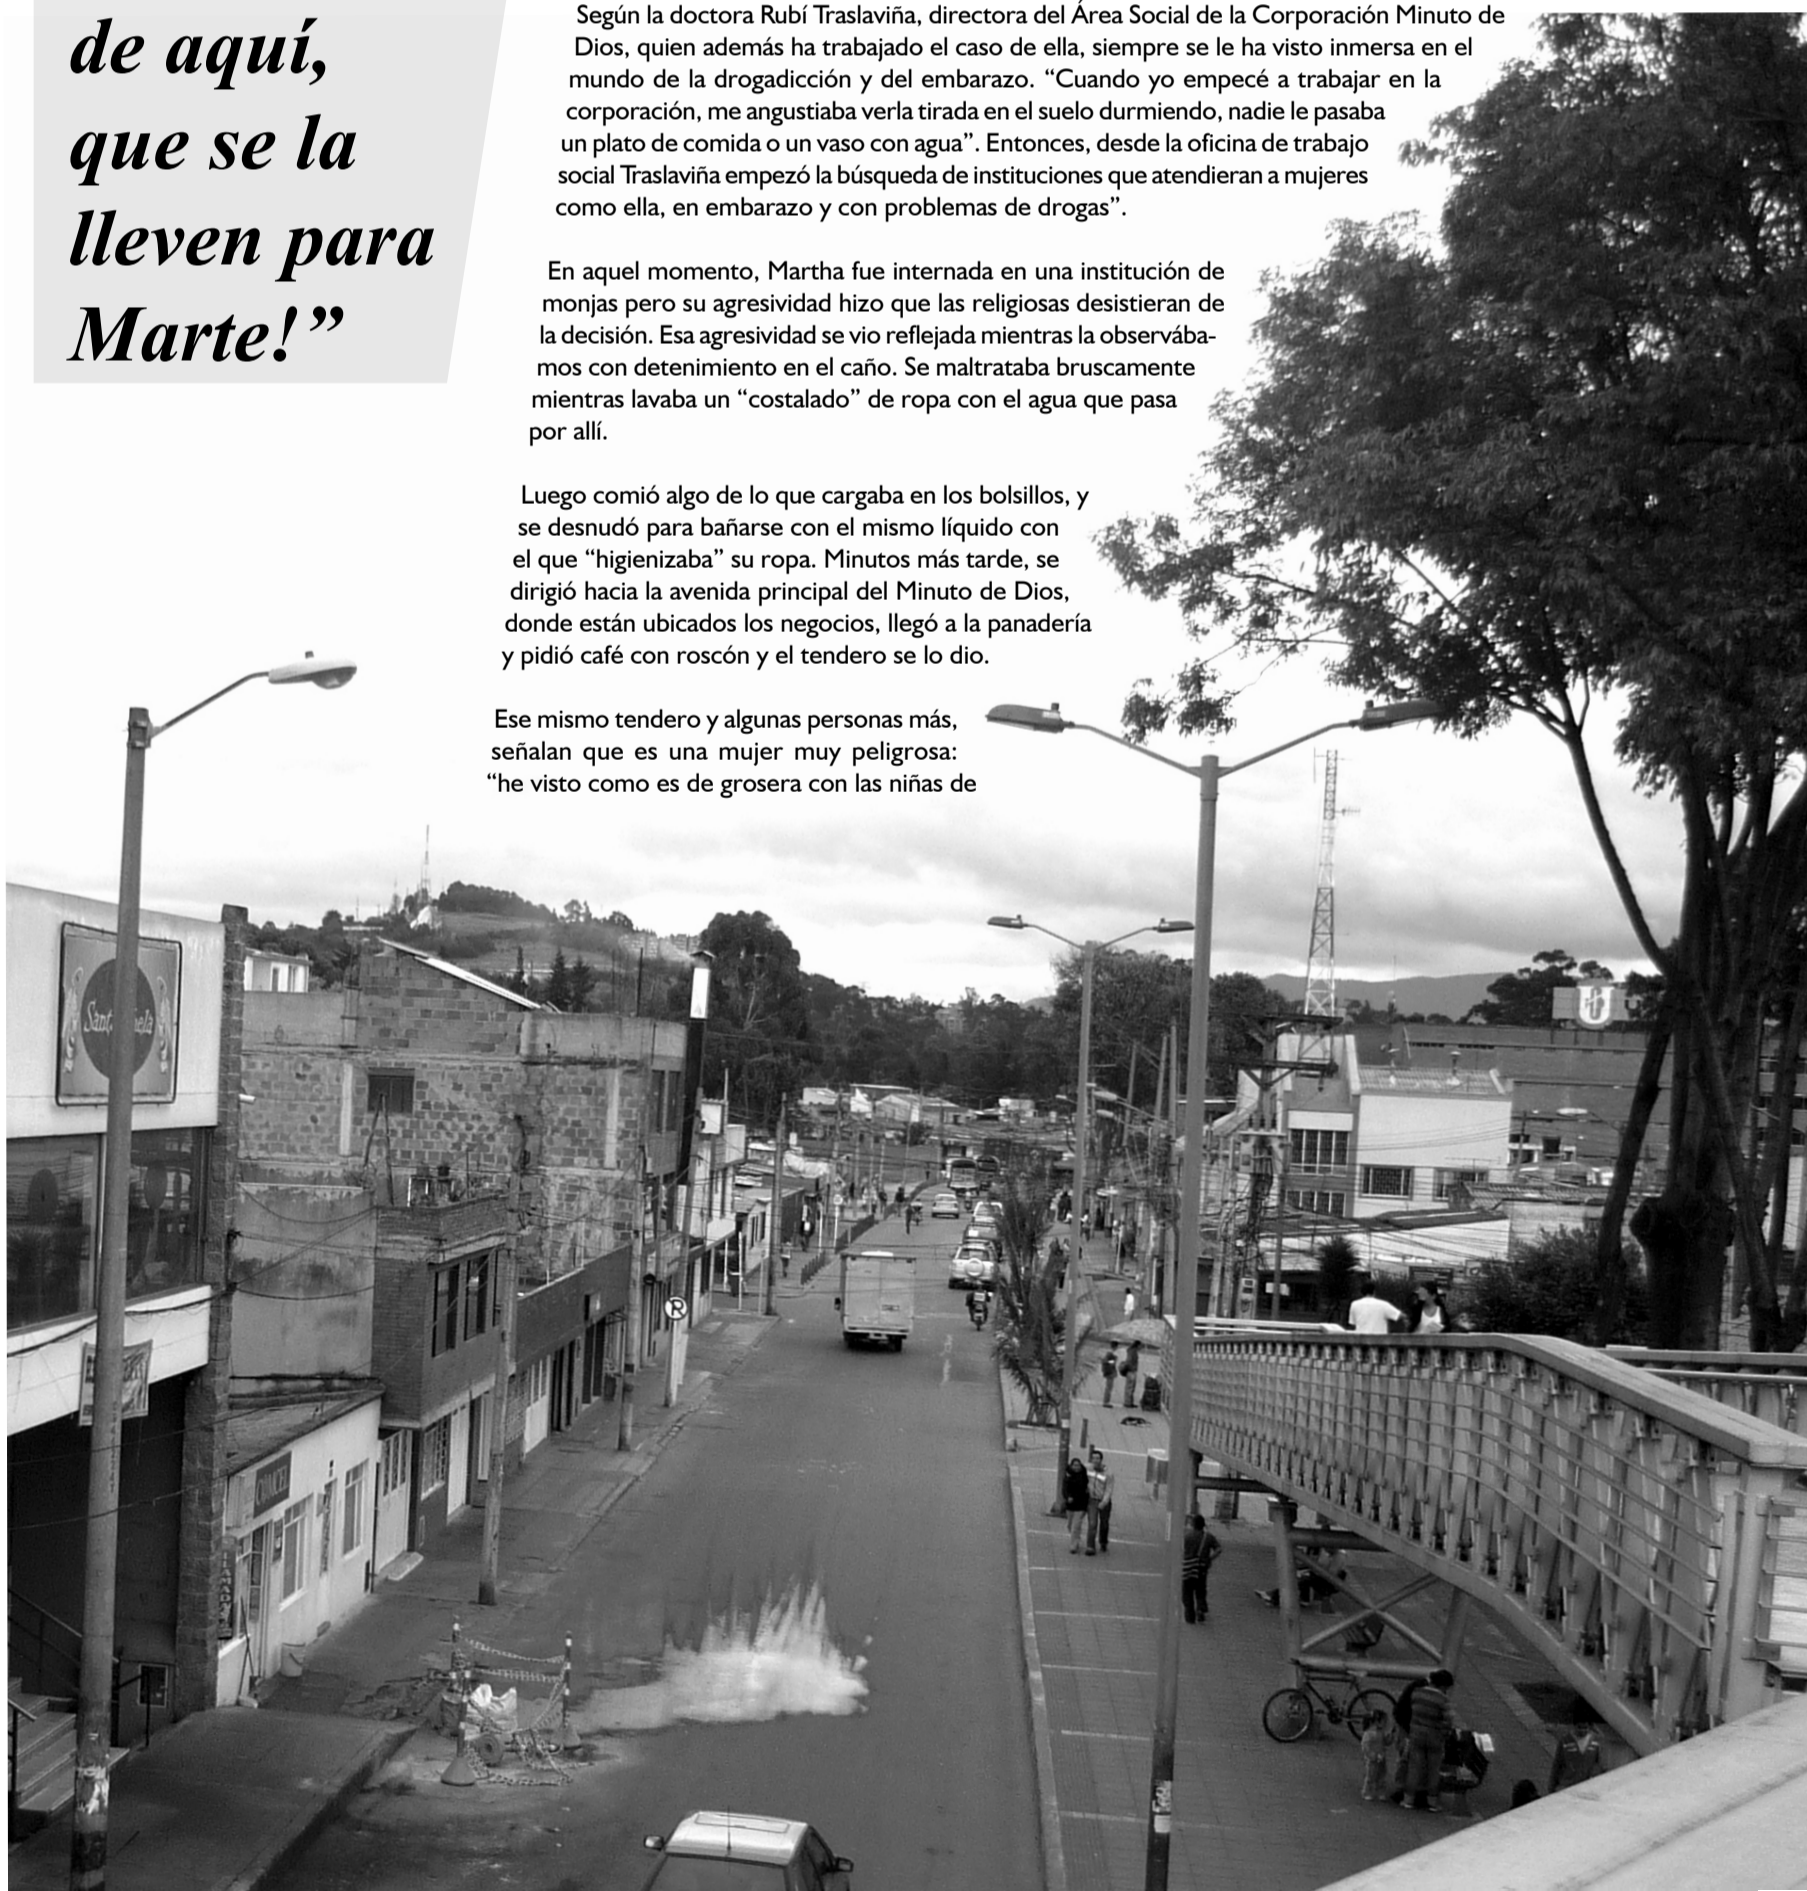 de aquí,
que se la
lleven para
Marte!”
Según la doctora Rubí Traslaviña, directora del Área Social de la Corporación Minuto de
Dios, quien además ha trabajado el caso de ella, siempre se le ha visto inmersa en el
mundo de la drogadicción y del embarazo. “Cuando yo empecé a trabajar en la
corporación, me angustiaba verla tirada en el suelo durmiendo, nadie le pasaba
un plato de comida o un vaso con agua”. Entonces, desde la oficina de trabajo
social Traslaviña empezó la búsqueda de instituciones que atendieran a mujeres
como ella, en embarazo y con problemas de drogas”.
En aquel momento, Martha fue internada en una institución de
monjas pero su agresividad hizo que las religiosas desistieran de
la decisión. Esa agresividad se vio reflejada mientras la observába-
mos con detenimiento en el caño. Se maltrataba bruscamente
mientras lavaba un “costalado” de ropa con el agua que pasa
por allí.
Luego comió algo de lo que cargaba en los bolsillos, y
se desnudó para bañarse con el mismo líquido con
el que “higienizaba” su ropa. Minutos más tarde, se
dirigió hacia la avenida principal del Minuto de Dios,
donde están ubicados los negocios, llegó a la panadería
y pidió café con roscón y el tendero se lo dio.
Ese mismo tendero y algunas personas más,
señalan que es una mujer muy peligrosa:
“he visto como es de grosera con las niñas de